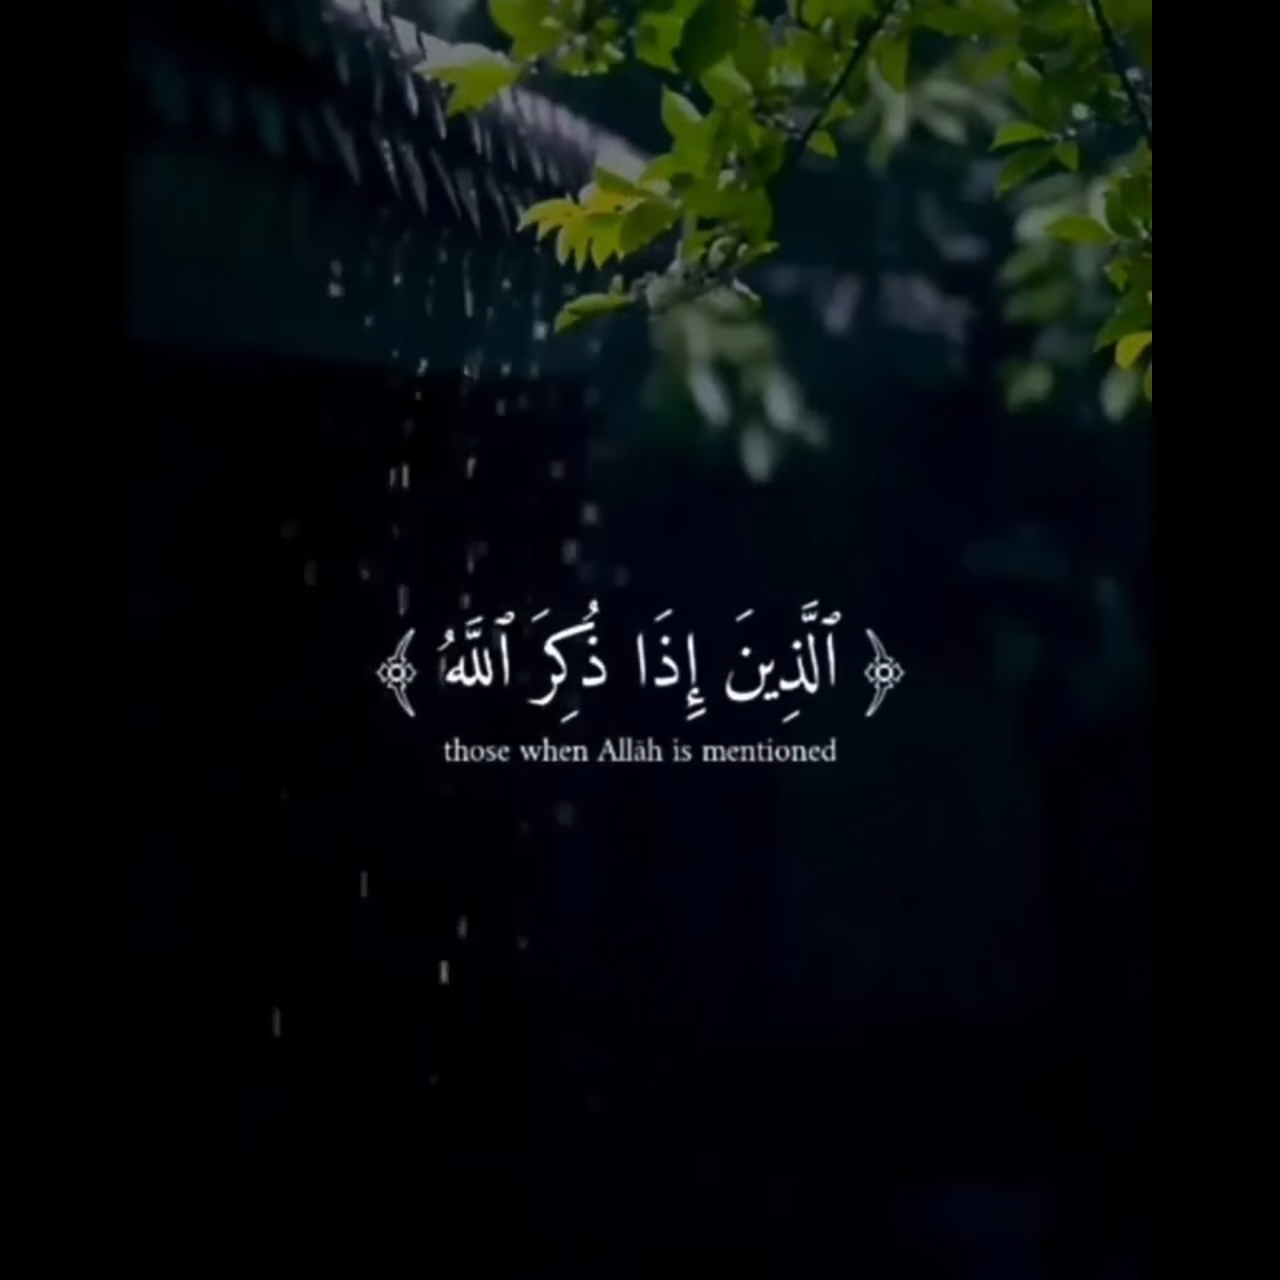 ﴿ ٱلَّذِينَ إِذَا ذُكِرَ ٱللَّهُ ﴾
those when Allāh is mentioned